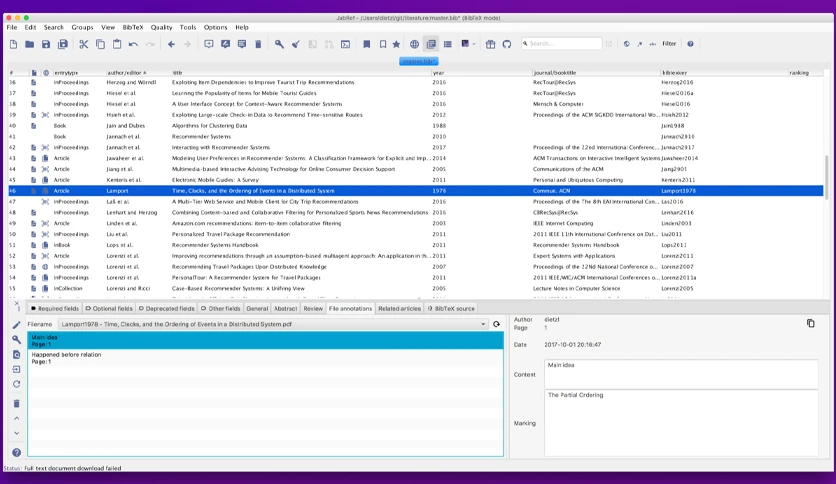 JabRef - /Users/dietzl/git/literature/master.bib* (BibTeX mode)
File Edit Search Groups View BibTeX Quality Tools Options Help
Search... Filter
master.bib*
# entrytype author/editor title year journal/booktitle bibtexkey ranking
36 InProceedings Herzog and Wörndl Exploiting Item Dependencies to Improve Tourist Trip Recommendations 2016 RecTour@RecSys Herzog2016
37 InProceedings Hiesel et al. Learning the Popularity of Items for Mobile Tourist Guides 2016 RecTour@RecSys Hiesel2016a
38 InProceedings Hiesel et al. A User Interface Concept for Context-Aware Recommender Systems 2016 Mensch & Computer Hiesel2016
39 InProceedings Hsieh et al. Exploiting Large-scale Check-in Data to Recommend Time-sensitive Routes 2012 Proceedings of the ACM SIGKDD International Wo... Hsieh2012
40 Book Jain and Dubes Algorithms for Clustering Data 1988 Jain1988
41 Book Jannach et al. Recommender Systems 2010 Jannach2010
42 InProceedings Jannach et al. Interacting with Recommender Systems 2017 Proceedings of the 22nd International Conferenc... Jannach2017
43 Article Jawaheer et al. Modeling User Preferences in Recommender Systems: A Classification Framework for Explicit and Imp... 2014 ACM Transactions on Interactive Intelligent Systems Jawaheer2014
44 Article Jiang et al. Multimedia-based Interactive Advising Technology for Online Consumer Decision Support 2005 Communications of the ACM Jiang2005
45 Article Kenteris et al. Electronic Mobile Guides: A Survey 2011 Personal and Ubiquitous Computing Kenteris2011
46 Article Lamport Time, Clocks, and the Ordering of Events in a Distributed System 1978 Commun. ACM Lamport1978
47 InProceedings Laß et al. A Multi-Tier Web Service and Mobile Client for City Trip Recommendations 2016 Proceedings of The 8th EAI International Con... Las2016
48 InProceedings Lenhart and Herzog Combining Content-based and Collaborative Filtering for Personalized Sports News Recommendations 2016 CBRecSys@RecSys Lenhart2016
49 Article Linden et al. Amazon.com recommendations: item-to-item collaborative filtering 2003 IEEE Internet Computing Linden2003
50 InProceedings Liu et al. Personalized Travel Package Recommendation 2011 2011 IEEE 11th International Conference on Dat... Liu2011
51 InBook Lops et al. Recommender Systems Handbook 2011 Recommender Systems Handbook Lops2011
52 Article Lorenzi et al. Improving recommendations through an assumption-based multiagent approach: An application in th... 2011 Expert Systems with Applications Lorenzi2011
53 InProceedings Lorenzi et al. Recommending Travel Packages Upon Distributed Knowledge 2007 Proceedings of the 22Nd National Conference o... Lorenzi2007
54 InProceedings Lorenzi et al. PersonalTour: A Recommender System for Travel Packages 2011 2011 IEEE/WIC/ACM International Conferences o... Lorenzi2011a
55 InCollection Lorenzi and Ricci Case-Based Recommender Systems: A Unifying View 2005 Lecture Notes in Computer Science Lorenzi2005
Required fields Optional fields Deprecated fields Other fields General Abstract Review File annotations Related articles BibTeX source
Filename Lamport1978 - Time, Clocks, and the Ordering of Events in a Distributed System.pdf
Main idea
Page: 1
Happened before relation
Page: 1
Author dietzl
Page 1
Date 2017-10-01 20:16:47
Content Main idea
Marking The Partial Ordering
Status: Full text document download failed